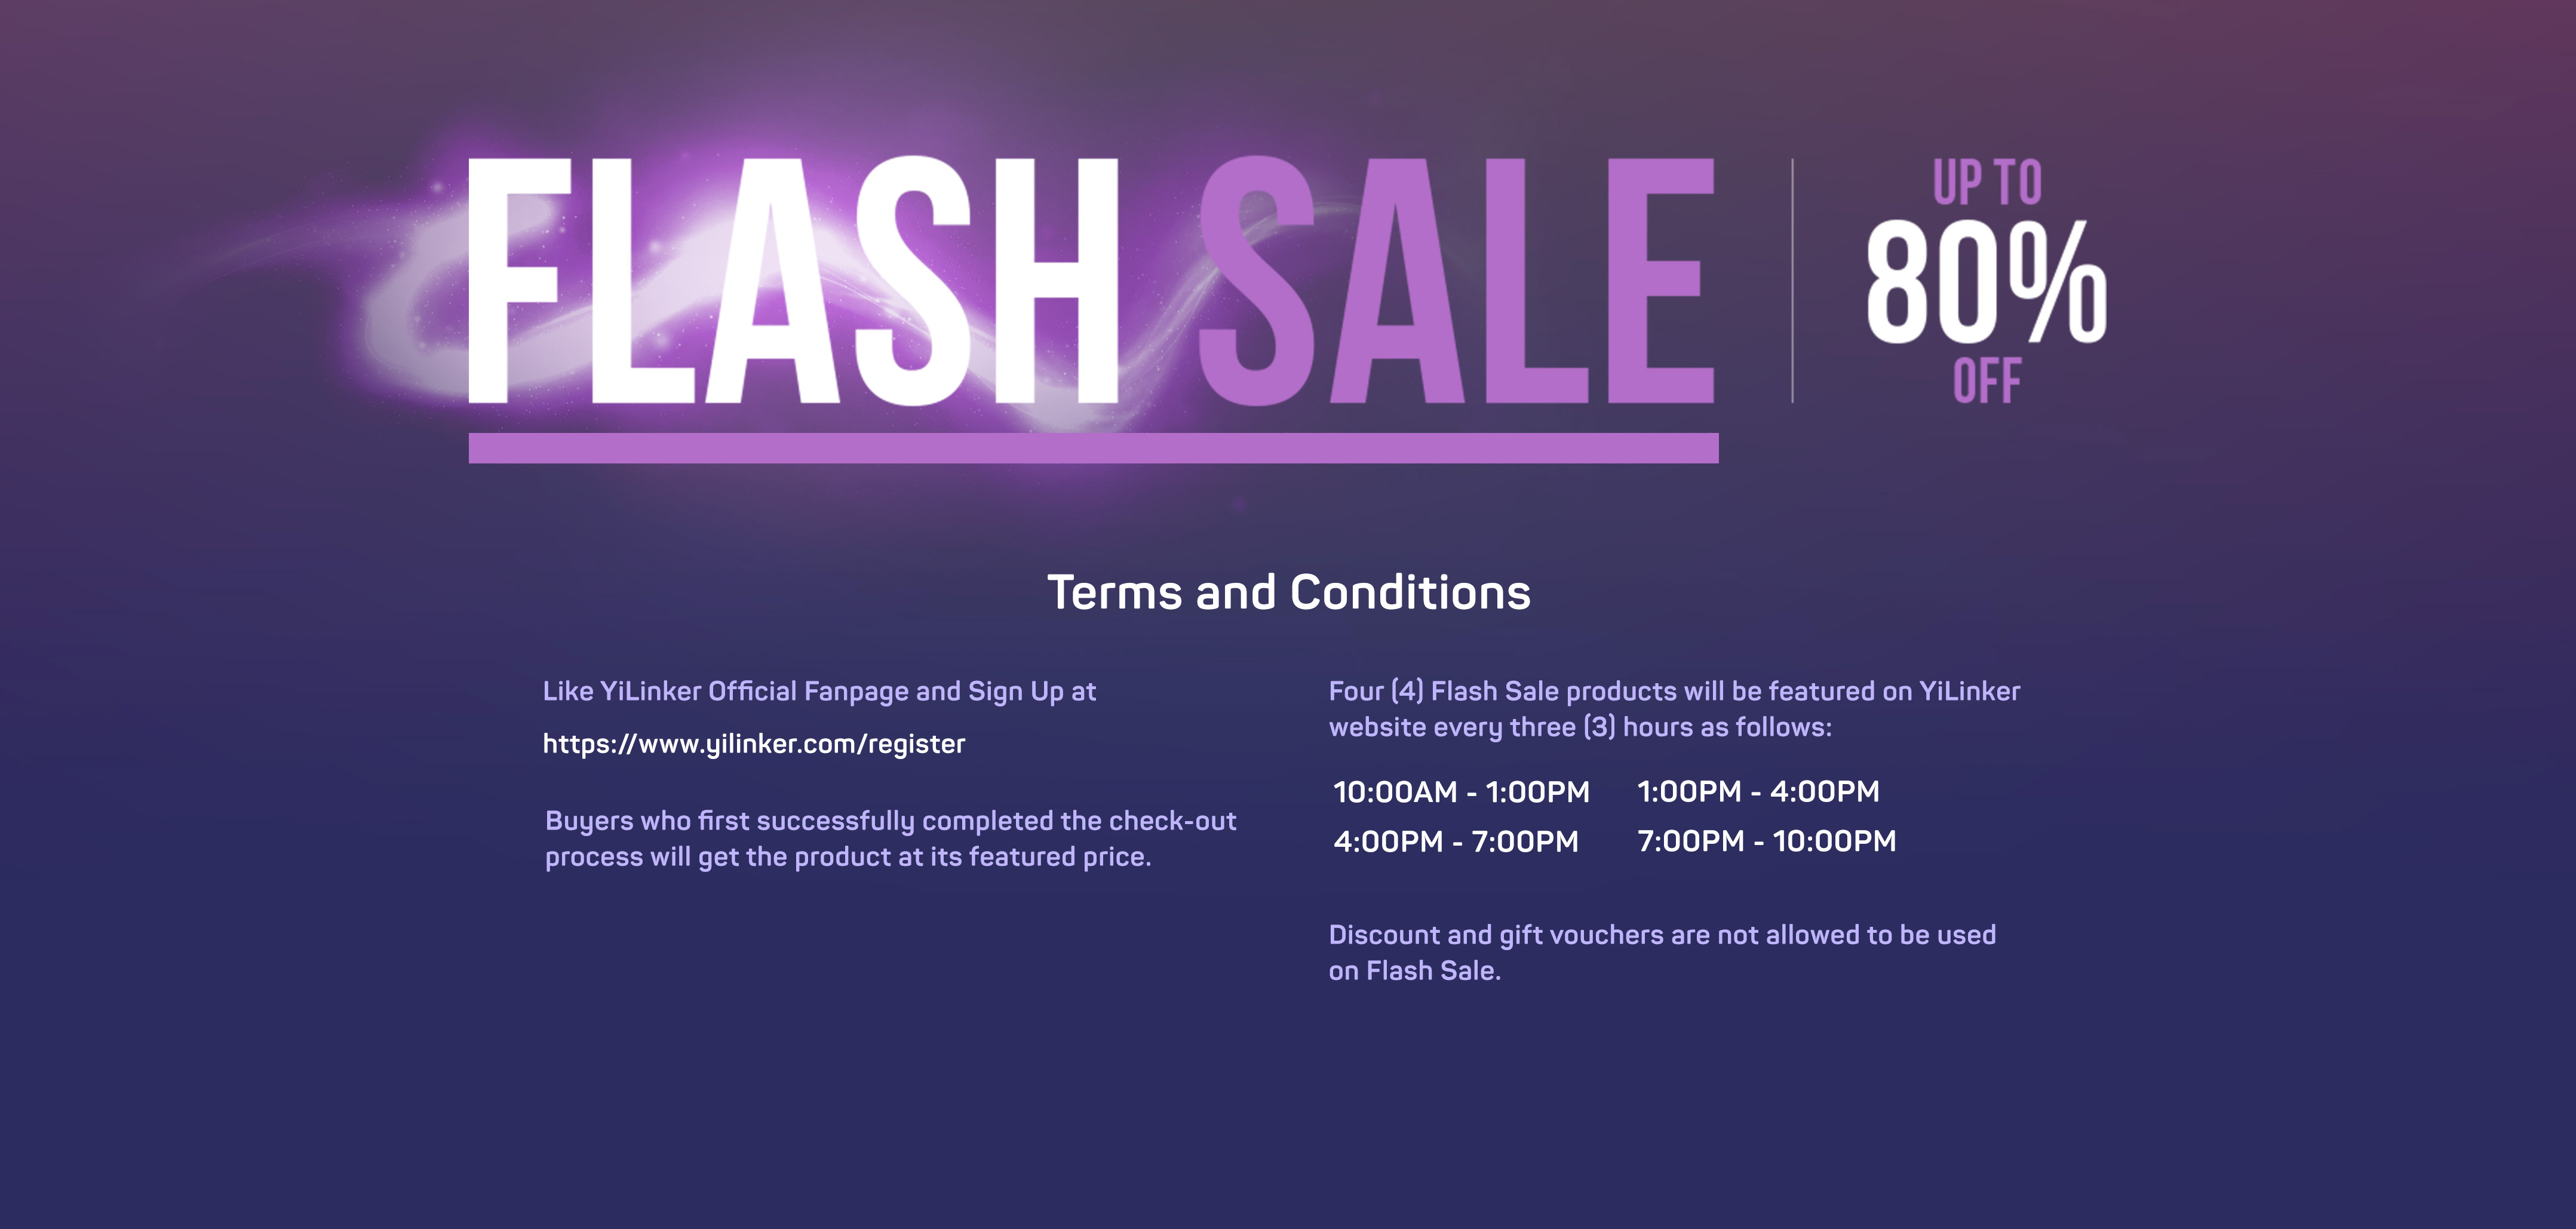 FLASH SALE
UP TO
80%
OFF
Terms and Conditions
Like YiLinker Official Fanpage and Sign Up at
https://www.yilinker.com/register
Buyers who first successfully completed the check-out
process will get the product at its featured price.
Four (4) Flash Sale products will be featured on YiLinker
website every three (3) hours as follows:
10:00AM - 1:00PM 1:00PM - 4:00PM
4:00PM - 7:00PM 7:00PM - 10:00PM
Discount and gift vouchers are not allowed to be used
on Flash Sale.